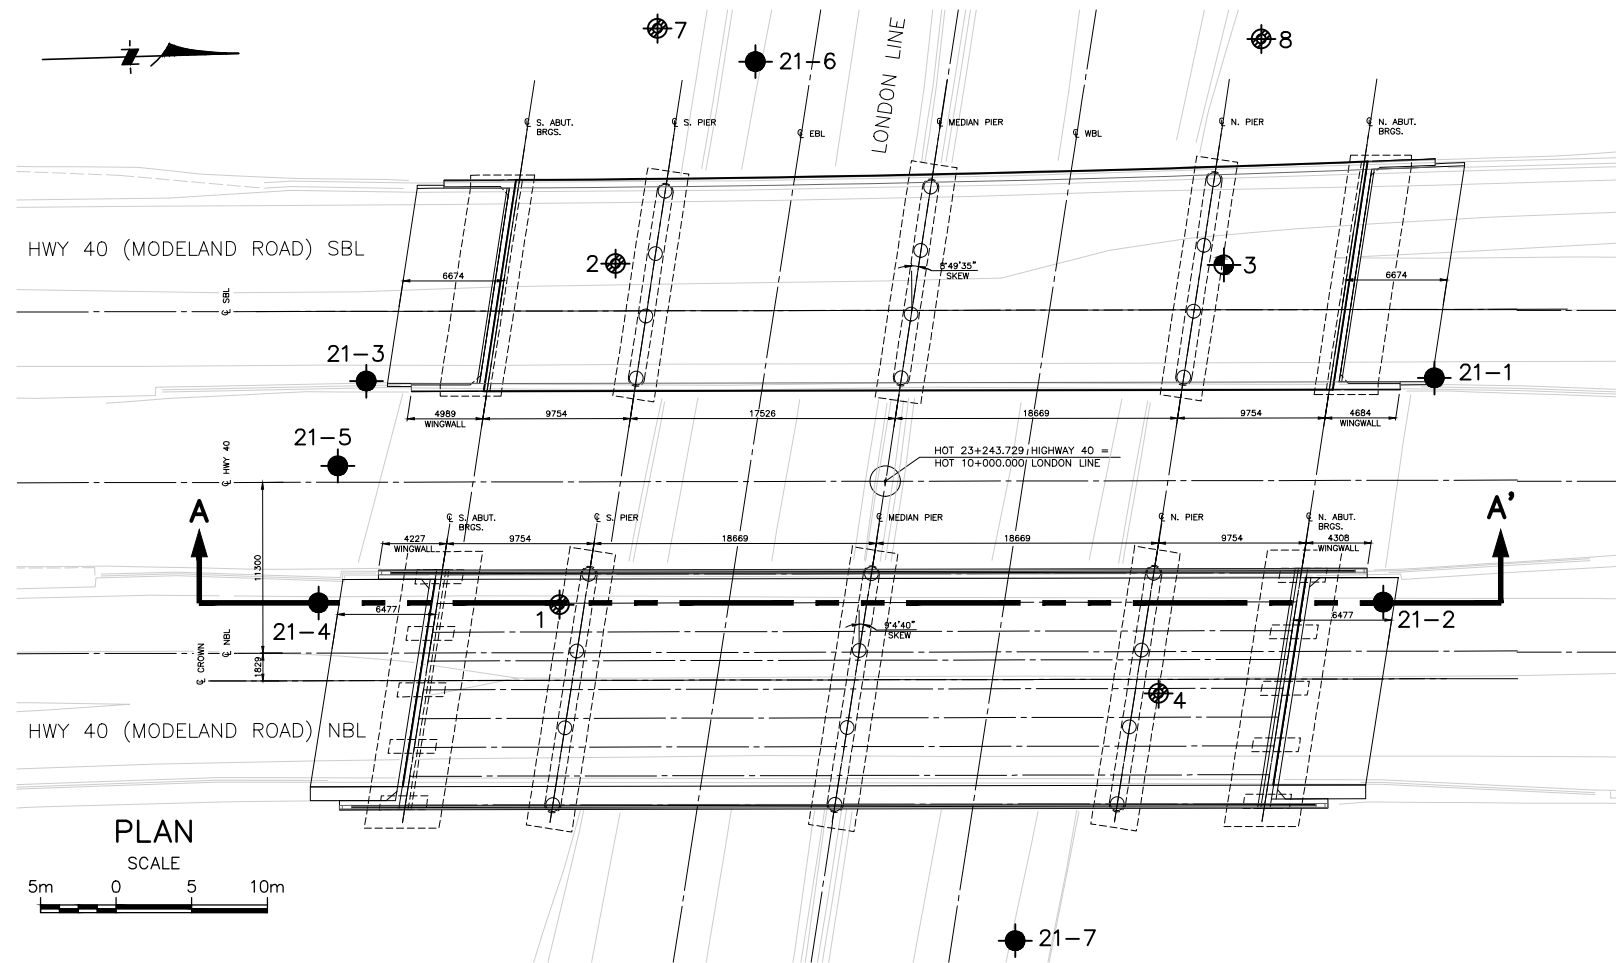 7
8
21-6
LONDON LINE
N
℄ S. ABUT.
BRGS.
℄ S. PIER
℄ EBL
℄ MEDIAN PIER
℄ WBL
℄ N. PIER
℄ N. ABUT.
BRGS.
HWY 40 (MODELAND ROAD) SBL
2
3
8°49'35"
SKEW
6674
6674
℄ SBL
21-3
21-1
4989
WINGWALL
9754
17526
18669
9754
4684
WINGWALL
21-5
℄ HWY 40
HOT 23+243.729 HIGHWAY 40 =
HOT 10+000.000 LONDON LINE
A
A'
℄ S. ABUT.
BRGS.
℄ S. PIER
℄ MEDIAN PIER
℄ N. PIER
℄ N. ABUT.
BRGS.
4227
WINGWALL
9754
18669
18669
9754
4308
WINGWALL
11300
6477
1
21-4
9°4'40"
SKEW
6477
21-2
℄ NBL
℄ CROWN
1829
4
HWY 40 (MODELAND ROAD) NBL
PLAN
SCALE
5m 0 5 10m
21-7